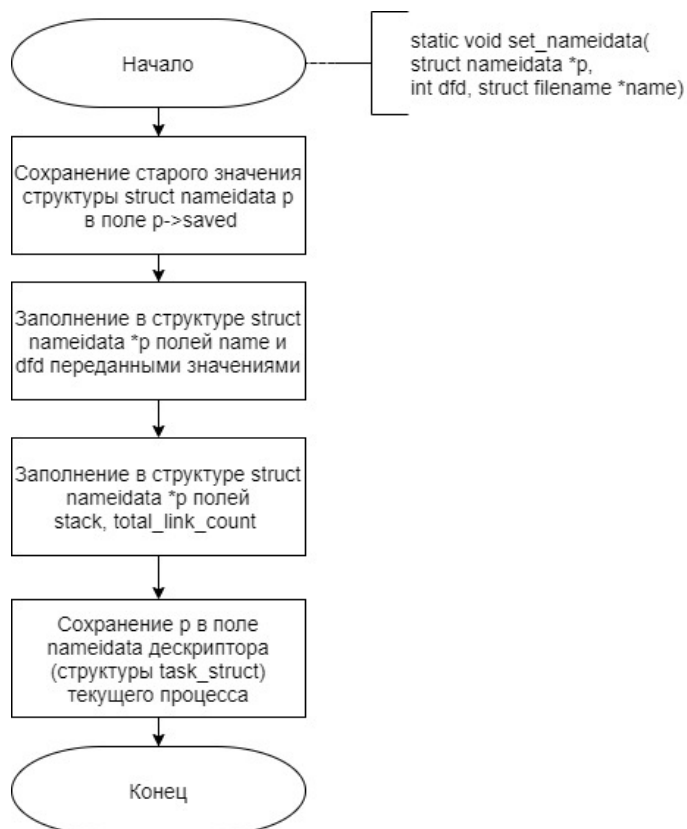 Начало
static void set_nameidata(
struct nameidata *p,
int dfd, struct filename *name)
Сохранение старого значения
структуры struct nameidata p
в поле p->saved
Заполнение в структуре struct
nameidata *p полей name и
dfd переданными значениями
Заполнение в структуре struct
nameidata *p полей
stack, total_link_count
Сохранение p в поле
nameidata дескриптора
(структуры task_struct)
текущего процесса
Конец